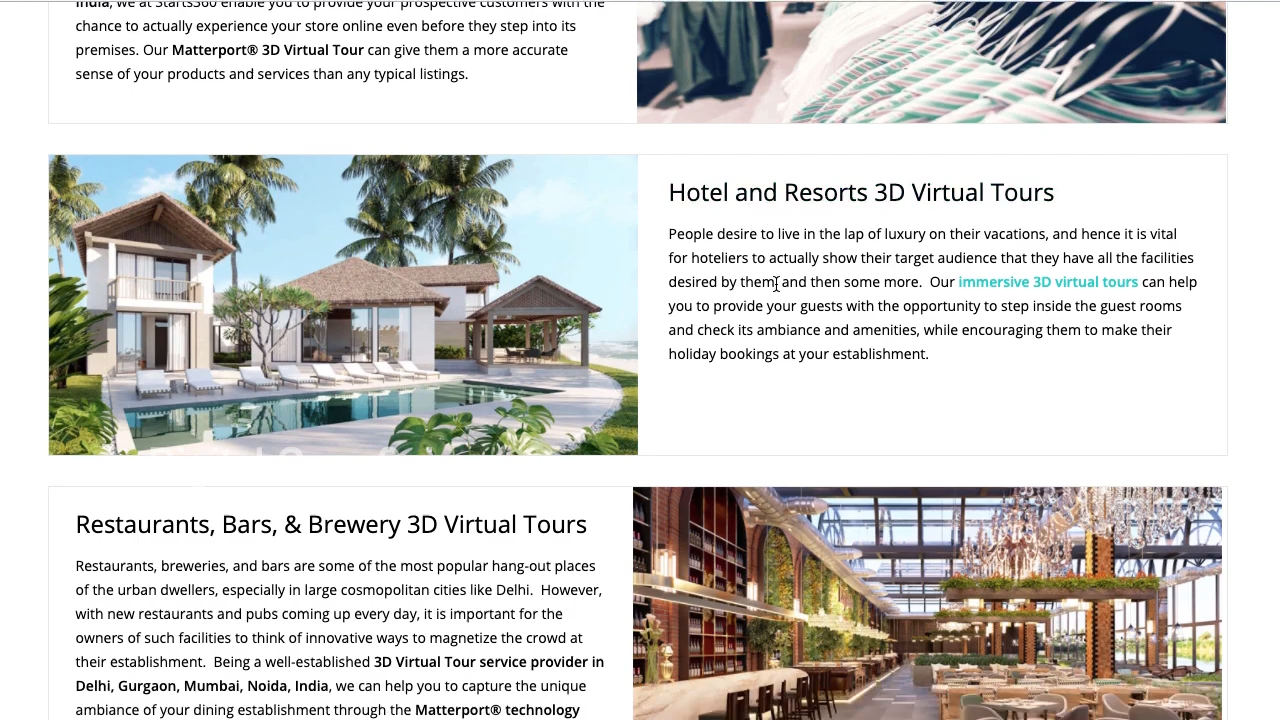 India, we at Starts360 enable you to provide your prospective customers with the
chance to actually experience your store online even before they step into its
premises. Our Matterport® 3D Virtual Tour can give them a more accurate
sense of your products and services than any typical listings.
Hotel and Resorts 3D Virtual Tours
People desire to live in the lap of luxury on their vacations, and hence it is vital
for hoteliers to actually show their target audience that they have all the facilities
desired by them, and then some more.  Our immersive 3D virtual tours can help
you to provide your guests with the opportunity to step inside the guest rooms
and check its ambiance and amenities, while encouraging them to make their
holiday bookings at your establishment.
Restaurants, Bars, & Brewery 3D Virtual Tours
Restaurants, breweries, and bars are some of the most popular hang-out places
of the urban dwellers, especially in large cosmopolitan cities like Delhi.  However,
with new restaurants and pubs coming up every day, it is important for the
owners of such facilities to think of innovative ways to magnetize the crowd at
their establishment.  Being a well-established 3D Virtual Tour service provider in
Delhi, Gurgaon, Mumbai, Noida, India, we can help you to capture the unique
ambiance of your dining establishment through the Matterport® technology